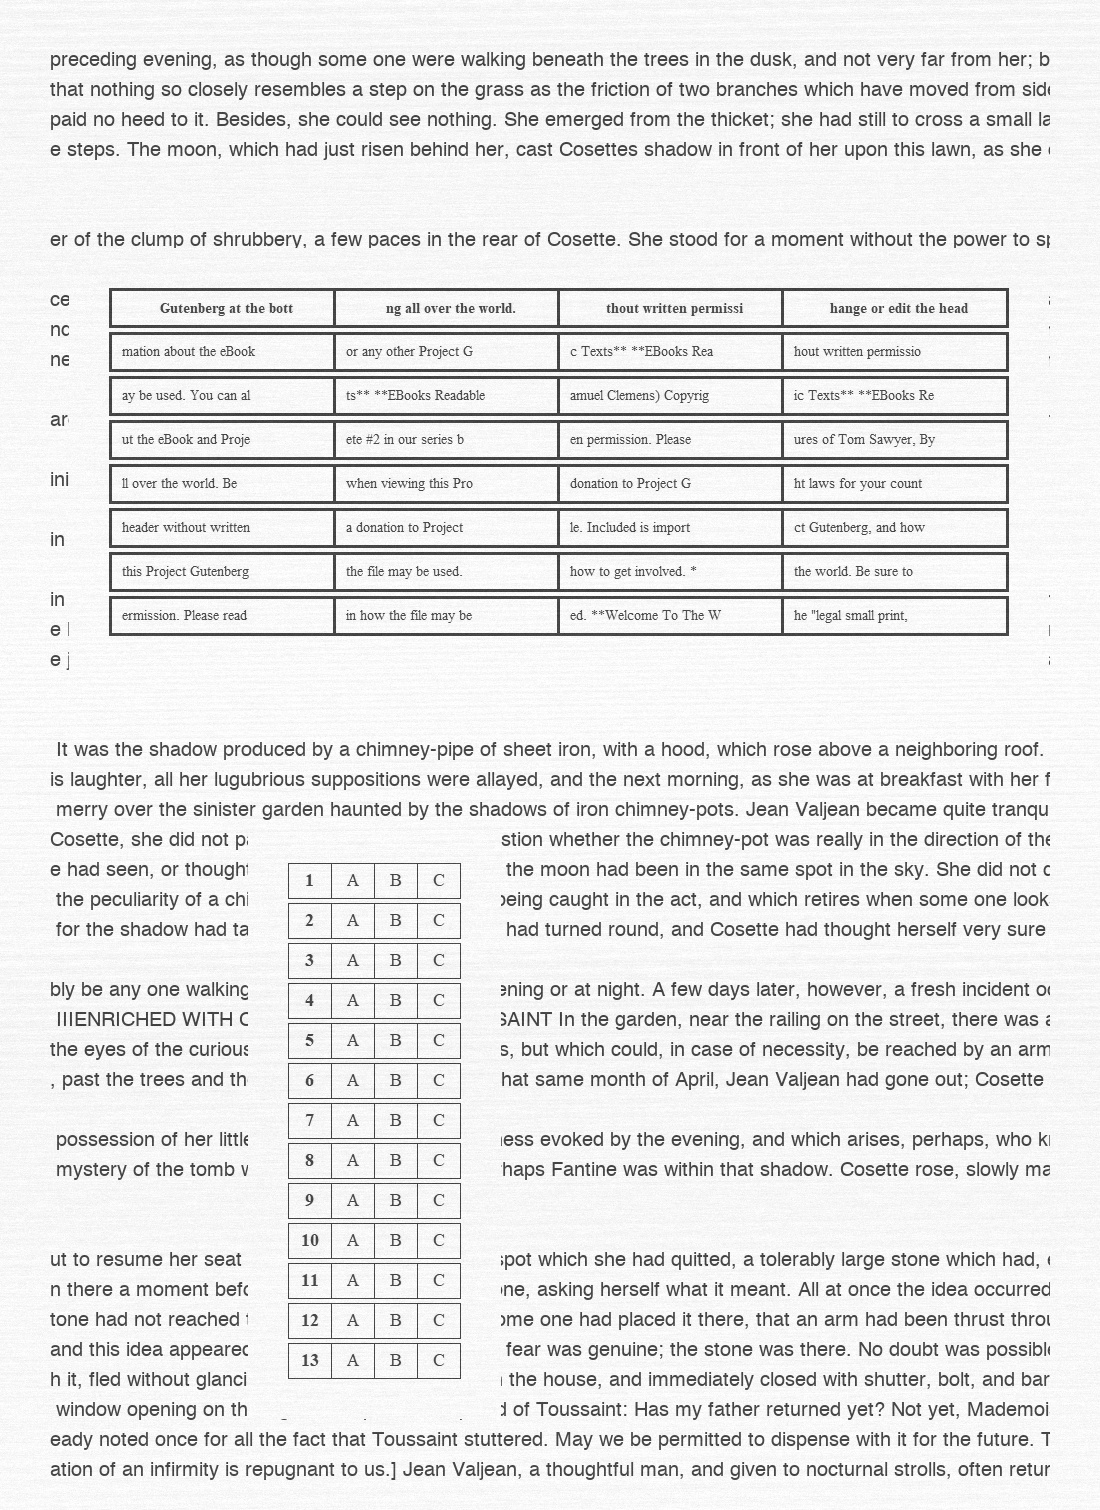 preceding evening, as though some one were walking beneath the trees in the dusk, and not very far from her; b
that nothing so closely resembles a step on the grass as the friction of two branches which have moved from side
paid no heed to it. Besides, she could see nothing. She emerged from the thicket; she had still to cross a small la
e steps. The moon, which had just risen behind her, cast Cosettes shadow in front of her upon this lawn, as she
er of the clump of shrubbery, a few paces in the rear of Cosette. She stood for a moment without the power to sp
ce
ne
ar
ini
in
in
e
e j
Gutenberg at the bott ng all over the world. thout written permissi hange or edit the head
mation about the eBook or any other Project G c Texts** **EBooks Rea hout written permissio
ay be used. You can al ts** **EBooks Readable amuel Clemens) Copyrig ic Texts** **EBooks Re
ut the eBook and Proje ete #2 in our series b en permission. Please ures of Tom Sawyer, By
ll over the world. Be when viewing this Pro donation to Project G ht laws for your count
header without written a donation to Project le. Included is import ct Gutenberg, and how
this Project Gutenberg the file may be used. how to get involved. * the world. Be sure to
ermission. Please read in how the file may be ed. **Welcome To The W he "legal small print,
It was the shadow produced by a chimney-pipe of sheet iron, with a hood, which rose above a neighboring roof.
is laughter, all her lugubrious suppositions were allayed, and the next morning, as she was at breakfast with her f
merry over the sinister garden haunted by the shadows of iron chimney-pots. Jean Valjean became quite tranqu
Cosette, she did not pa stion whether the chimney-pot was really in the direction of the
e had seen, or thought the moon had been in the same spot in the sky. She did not
the peculiarity of a chi being caught in the act, and which retires when some one look
for the shadow had ta had turned round, and Cosette had thought herself very sure
bly be any one walking ening or at night. A few days later, however, a fresh incident
IIIENRICHED WITH SAINT In the garden, near the railing on the street, there was a
the eyes of the curious s, but which could, in case of necessity, be reached by an arm
, past the trees and th hat same month of April, Jean Valjean had gone out; Cosette
possession of her little ness evoked by the evening, and which arises, perhaps, who
mystery of the tomb w haps Fantine was within that shadow. Cosette rose, slowly ma
ut to resume her seat spot which she had quitted, a tolerably large stone which had,
n there a moment befo one, asking herself what it meant. All at once the idea occurred
tone had not reached ome one had placed it there, that an arm had been thrust throu
and this idea appeared fear was genuine; the stone was there. No doubt was possible
h it, fled without glanci the house, and immediately closed with shutter, bolt, and bar
window opening on th d of Toussaint: Has my father returned yet? Not yet, Mademoi
1 A B C
2 A B C
3 A B C
4 A B C
5 A B C
6 A B C
7 A B C
8 A B C
9 A B C
10 A B C
11 A B C
12 A B C
13 A B C
eady noted once for all the fact that Toussaint stuttered. May we be permitted to dispense with it for the future. T
ation of an infirmity is repugnant to us.] Jean Valjean, a thoughtful man, and given to nocturnal strolls, often retur